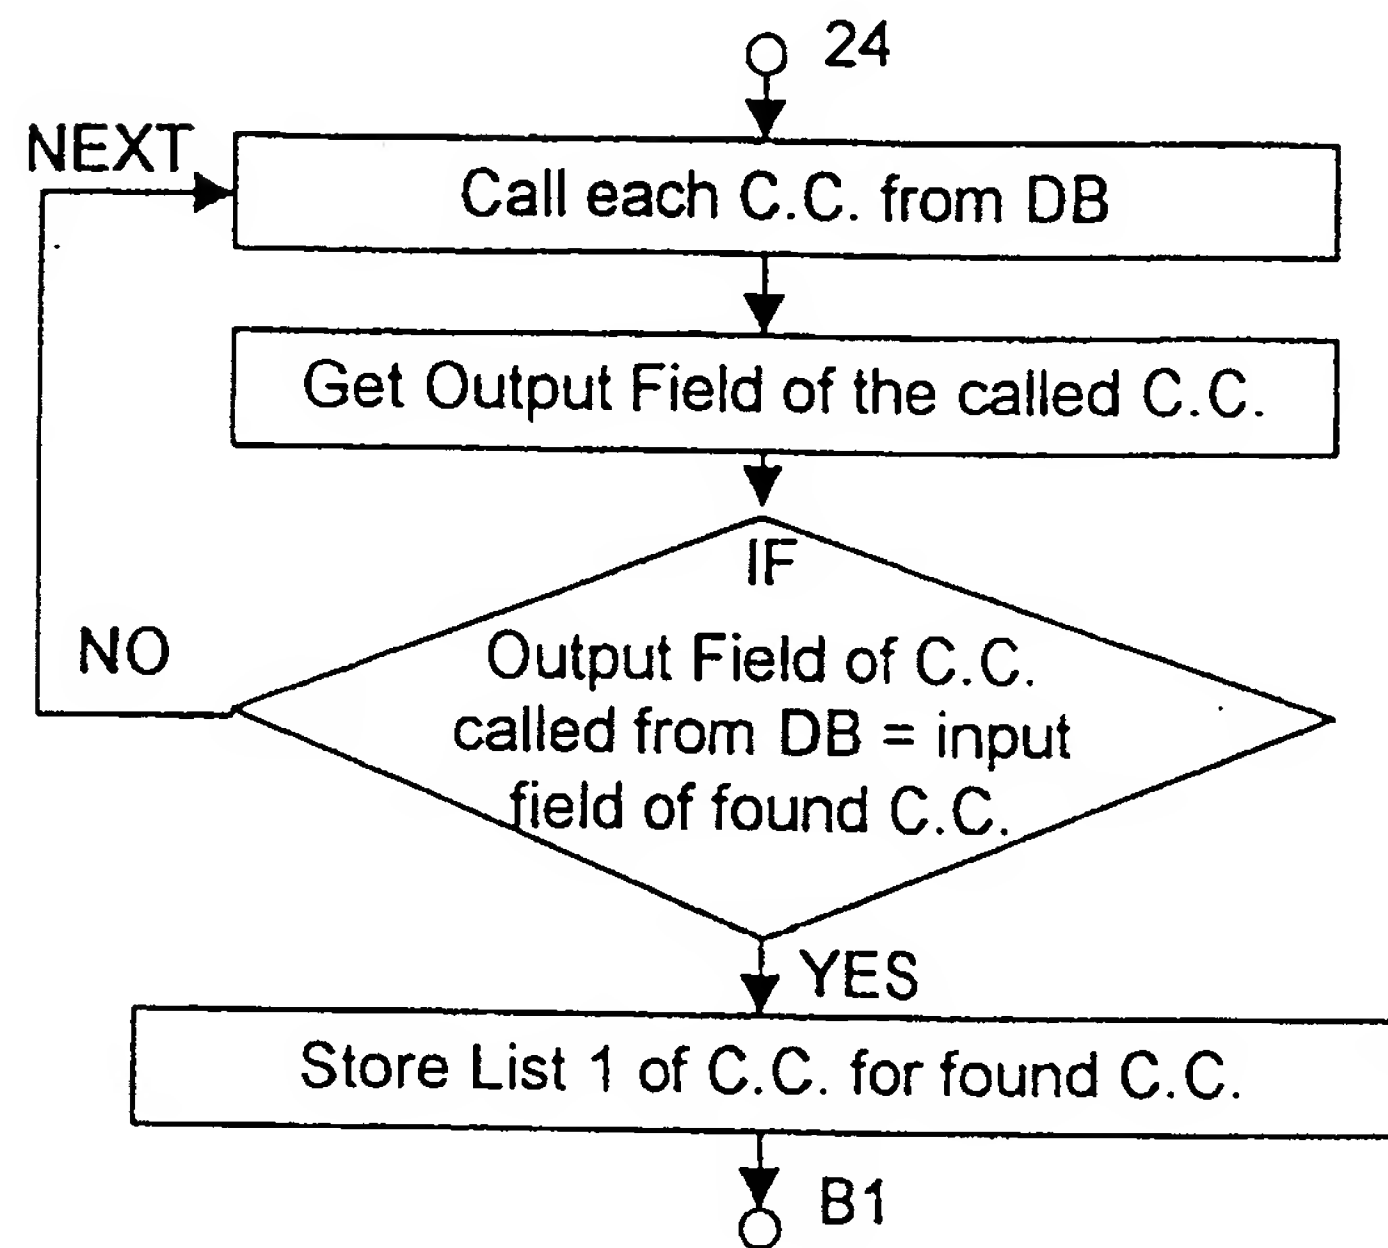 24
NEXT
Call each C.C. from DB
Get Output Field of the called C.C.
IF
NO
Output Field of C.C.
called from DB = input
field of found C.C.
YES
Store List 1 of C.C. for found C.C.
B1